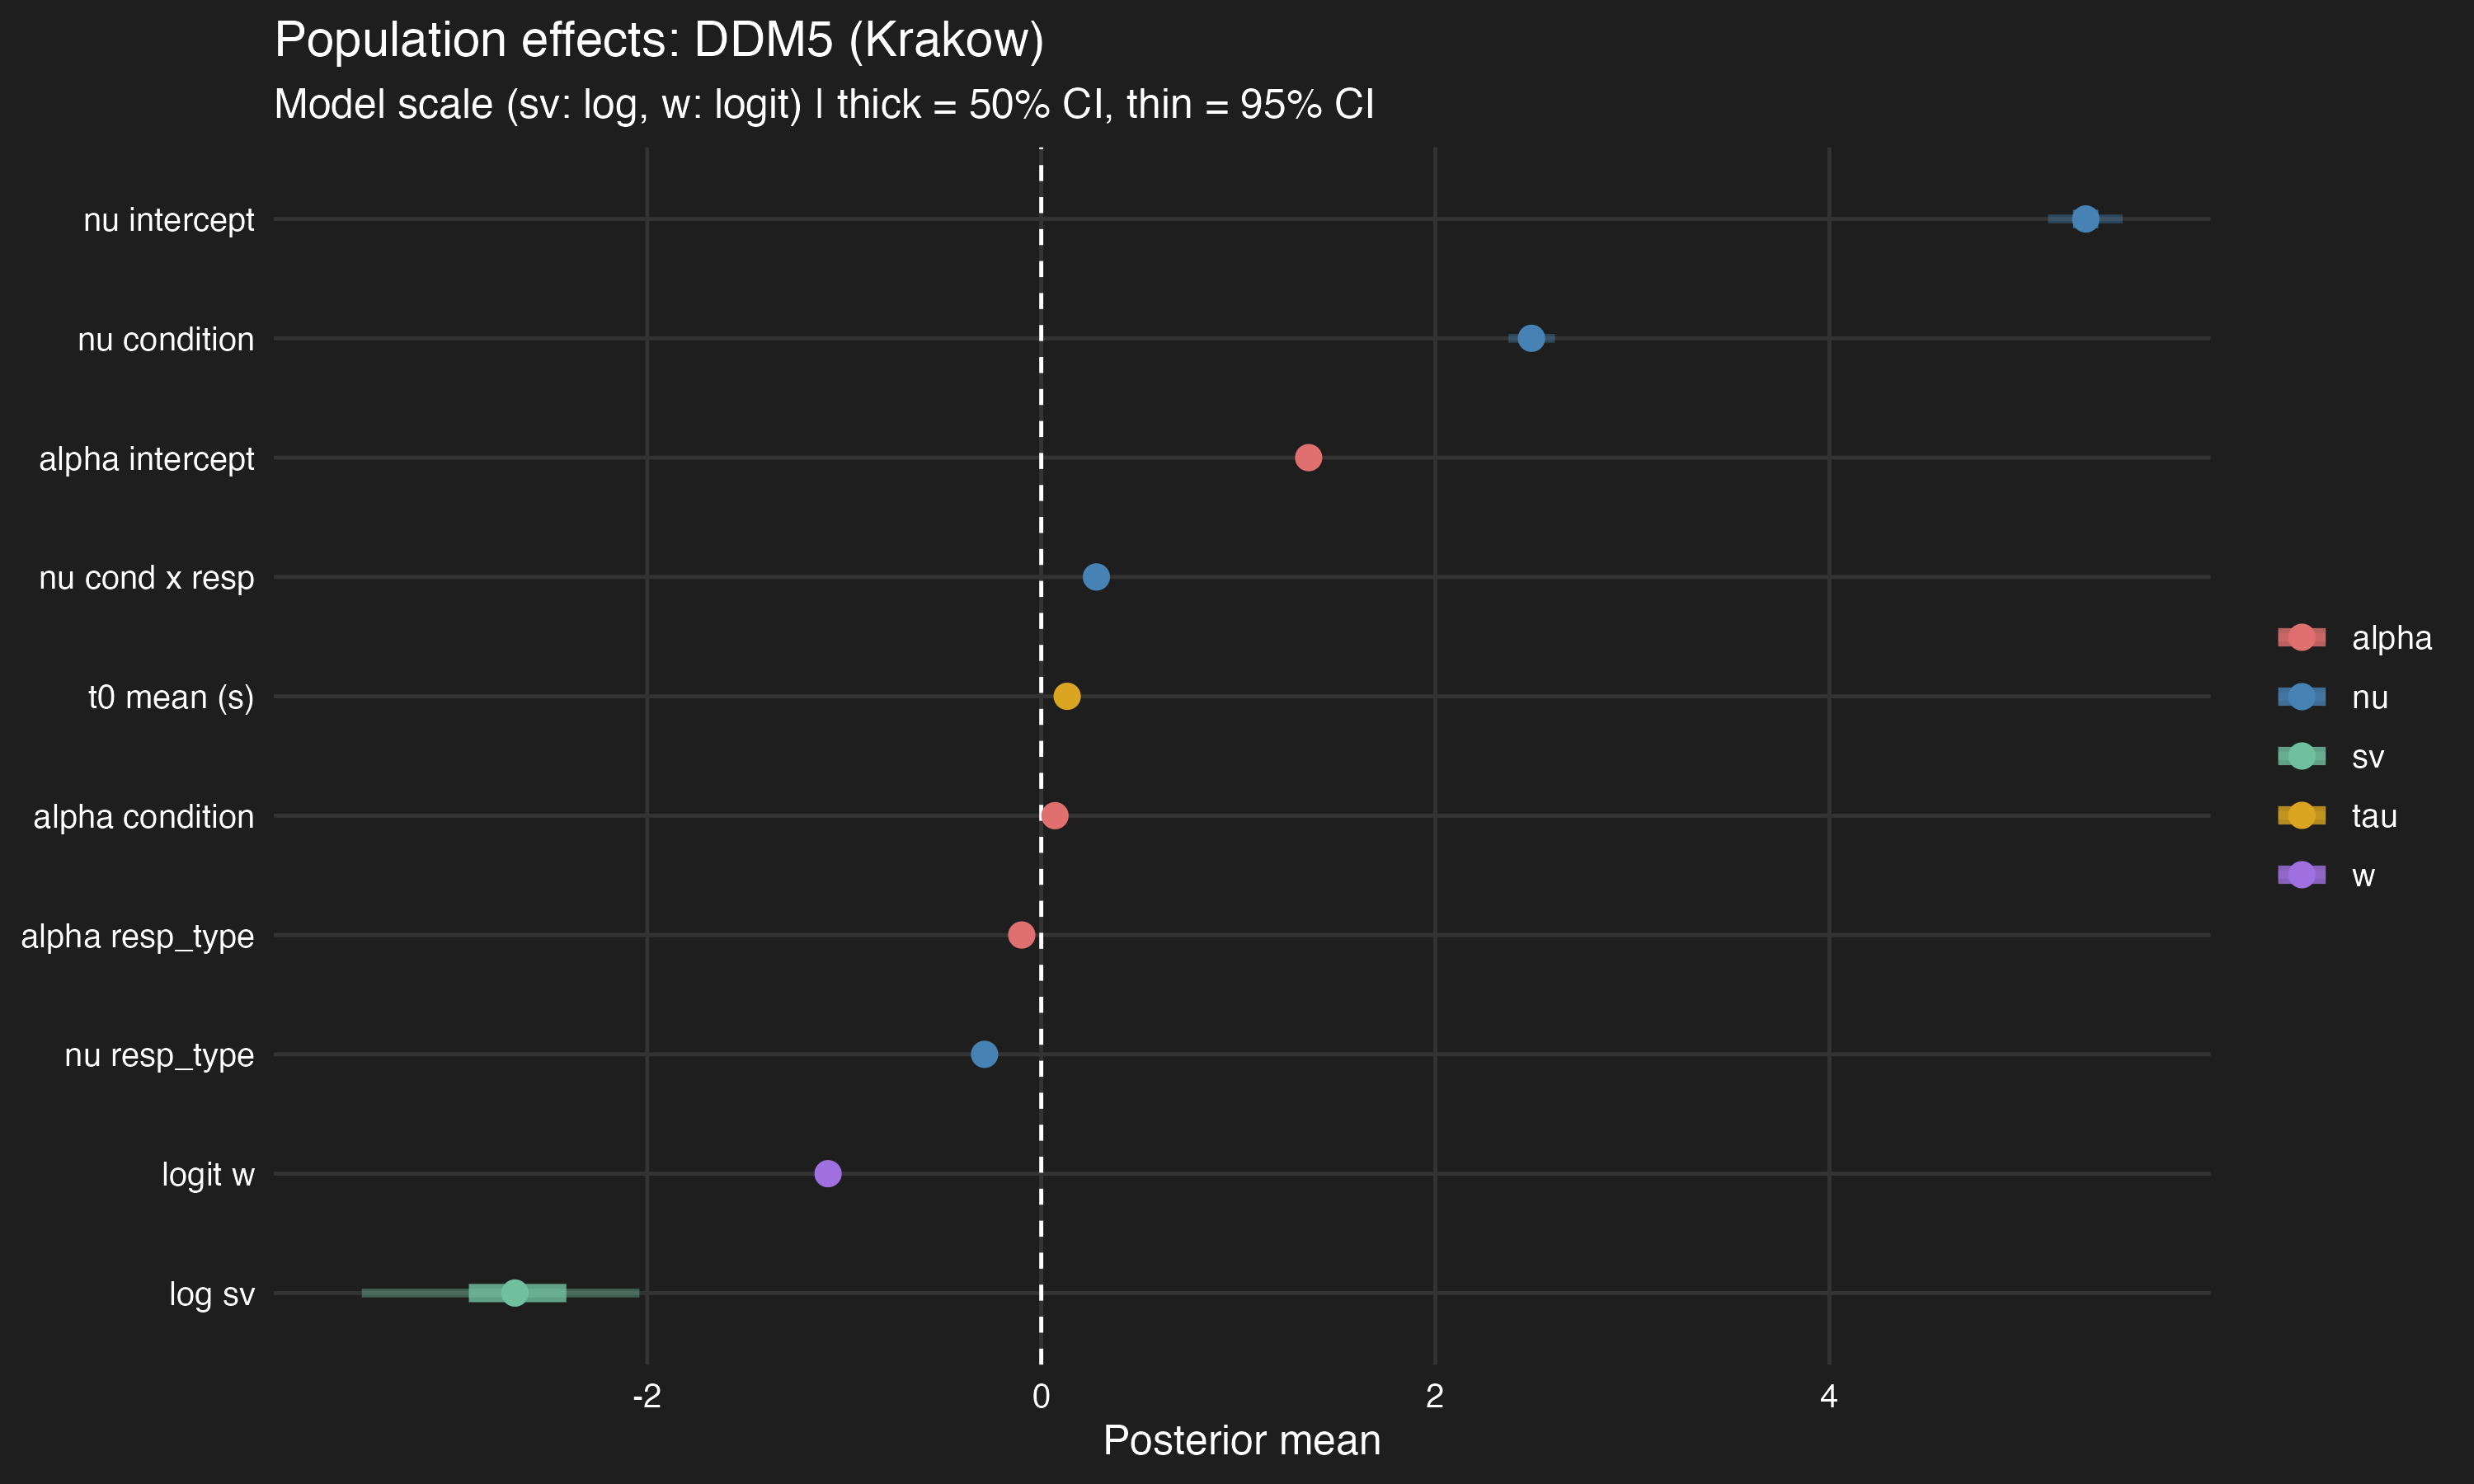 Population effects: DDM5 (Krakow)
Model scale (sv: log, w: logit) | thick = 50% CI, thin = 95% CI
nu intercept
nu condition
alpha intercept
nu cond x resp
t0 mean (s)
alpha condition
alpha resp_type
nu resp_type
logit w
log sv
-2 0 2 4
Posterior mean
alpha
nu
sv
tau
w